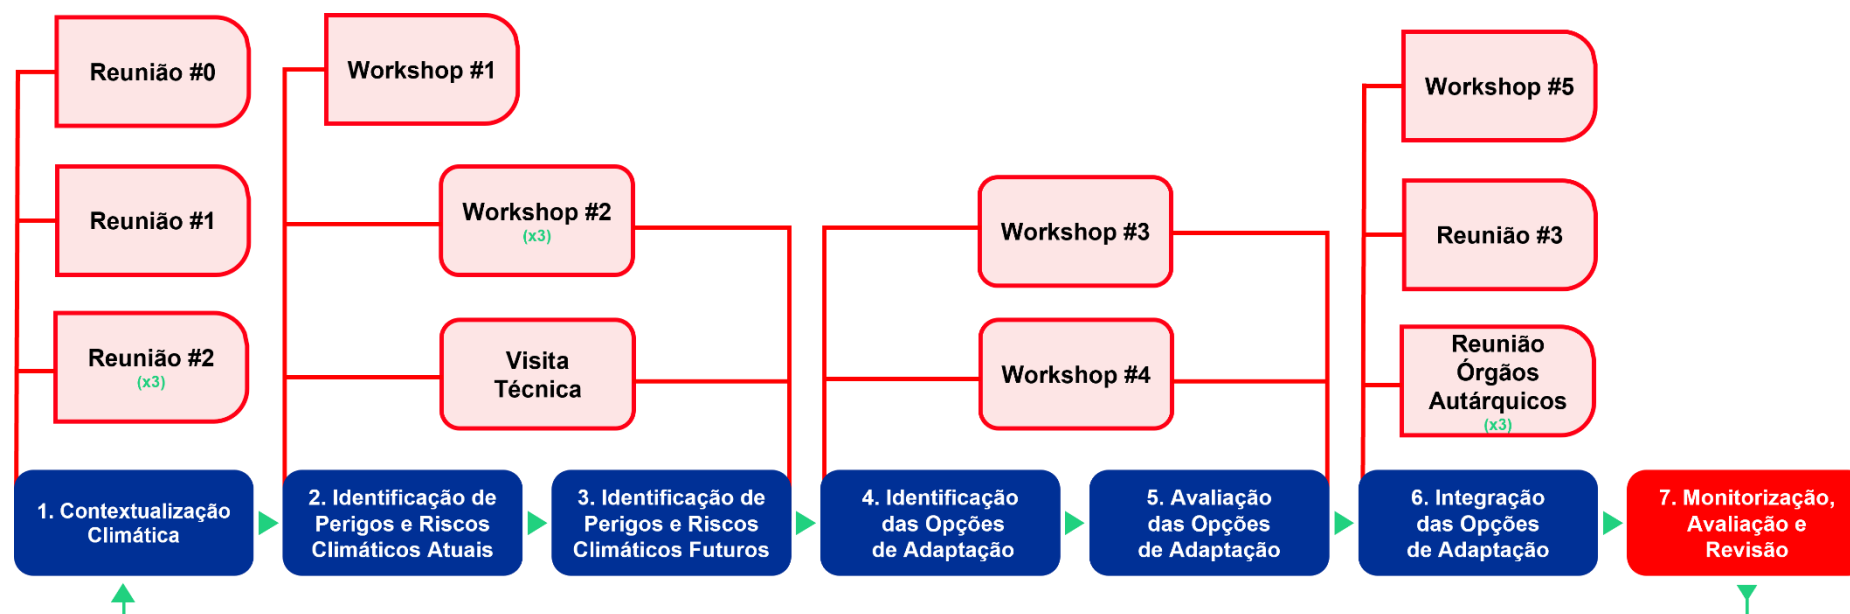 Reunião #0
Reunião #1
Reunião #2
(x3)
Workshop #1
Workshop #2
(x3)
Visita
Técnica
Workshop #3
Workshop #4
Workshop #5
Reunião #3
Reunião
Órgãos
Autárquicos
(x3)
1. Contextualização
Climática
2. Identificação de
Perigos e Riscos
Climáticos Atuais
3. Identificação de
Perigos e Riscos
Climáticos Futuros
4. Identificação
das Opções
de Adaptação
5. Avaliação
das Opções
de Adaptação
6. Integração
das Opções
de Adaptação
7. Monitorização,
Avaliação e
Revisão